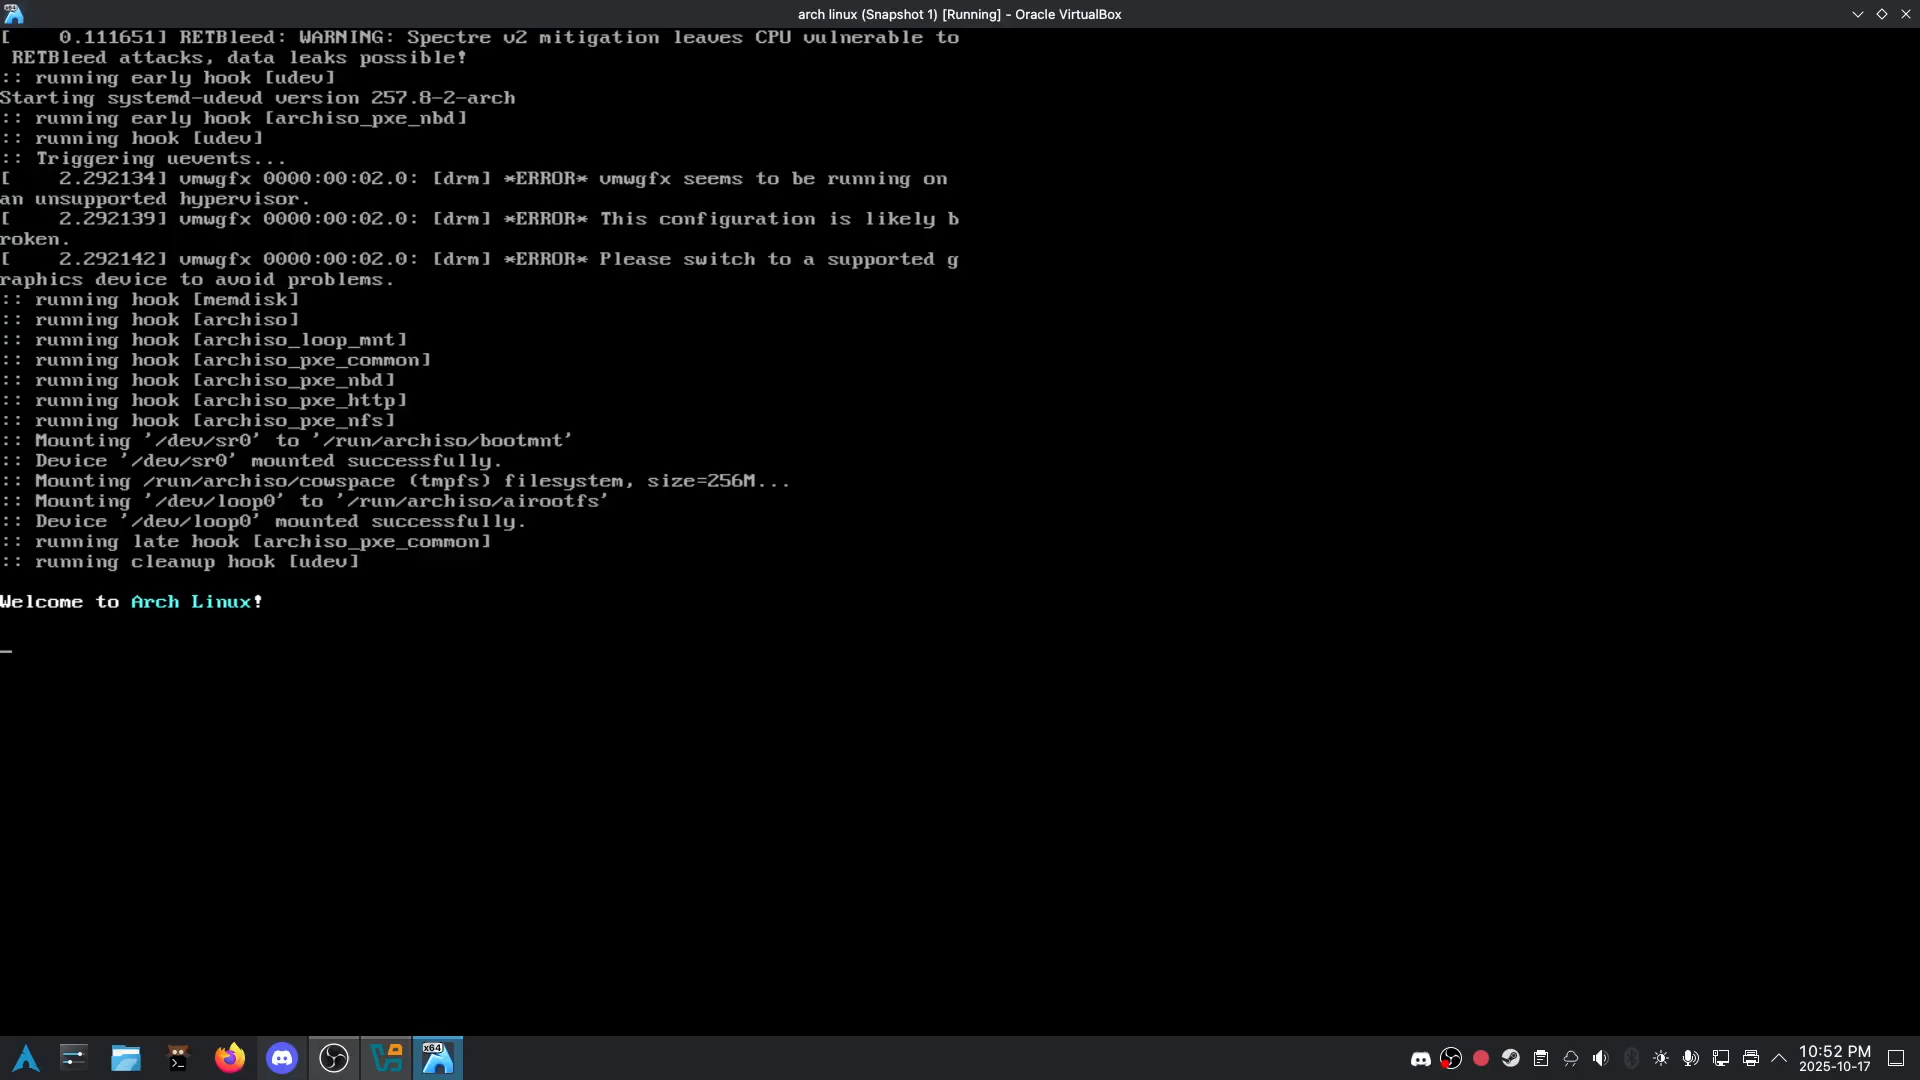 arch linux (Snapshot 1) [Running] - Oracle VirtualBox
[    0.111651] RETBleed: WARNING: Spectre v2 mitigation leaves CPU vulnerable to
 RETBleed attacks, data leaks possible!
:: running early hook [udev]
Starting systemd-udevd version 257.8-2-arch
:: running early hook [archiso_pxe_nbd]
:: running hook [udev]
:: Triggering uevents...
[    2.292134] vmwgfx 0000:00:02.0: [drm] *ERROR* vmwgfx seems to be running on
an unsupported hypervisor.
[    2.292139] vmwgfx 0000:00:02.0: [drm] *ERROR* This configuration is likely b
roken.
[    2.292142] vmwgfx 0000:00:02.0: [drm] *ERROR* Please switch to a supported g
raphics device to avoid problems.
:: running hook [memdisk]
:: running hook [archiso]
:: running hook [archiso_loop_mnt]
:: running hook [archiso_pxe_common]
:: running hook [archiso_pxe_nbd]
:: running hook [archiso_pxe_http]
:: running hook [archiso_pxe_nfs]
:: Mounting '/dev/sr0' to '/run/archiso/bootmnt'
:: Device '/dev/sr0' mounted successfully.
:: Mounting /run/archiso/cowspace (tmpfs) filesystem, size=256M...
:: Mounting '/dev/loop0' to '/run/archiso/airootfs'
:: Device '/dev/loop0' mounted successfully.
:: running late hook [archiso_pxe_common]
:: running cleanup hook [udev]
Welcome to Arch Linux!
_
x64
10:52 PM
2025-10-17